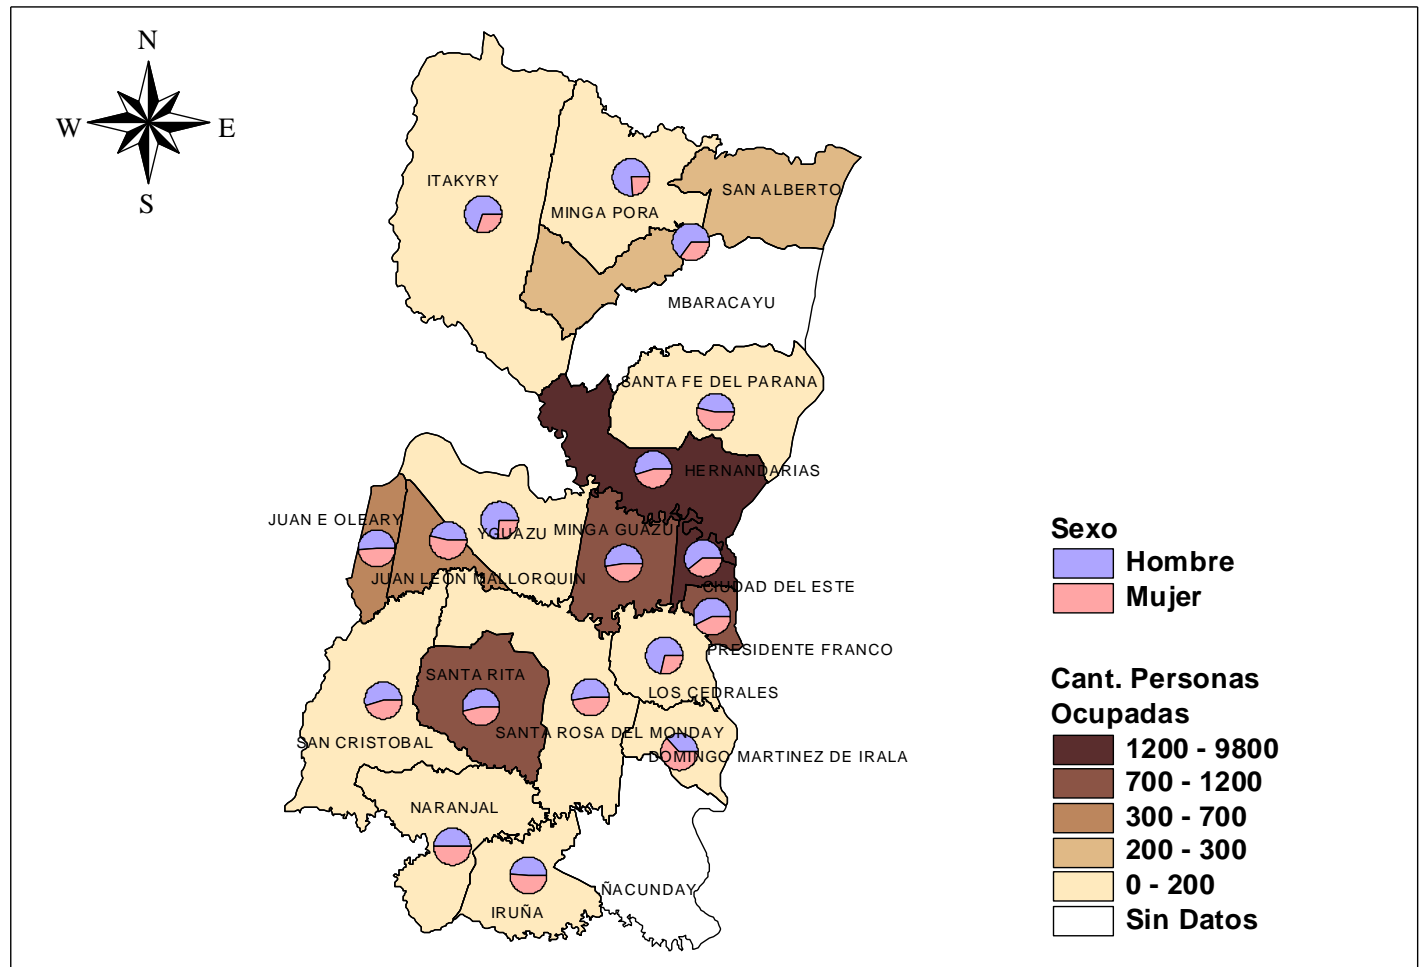 N
W E
S
ITAKYRY
SAN ALBERTO
MINGA PORA
MBARACAYU
SANTA FE DEL PARANA
HERNANDARIAS
JUAN E OLEARY
YGUAZU
MINGA GUAZU
JUAN LEON MALLORQUIN
CIUDAD DEL ESTE
PRESIDENTE FRANCO
SANTA RITA
LOS CEDRALES
SANTA ROSA DEL MONDAY
SAN CRISTOBAL
DOMINGO MARTINEZ DE IRALA
NARANJAL
ÑACUNDAY
IRUÑA
Sexo
Hombre
Mujer
Cant. Personas
Ocupadas
1200 - 9800
700 - 1200
300 - 700
200 - 300
0 - 200
Sin Datos